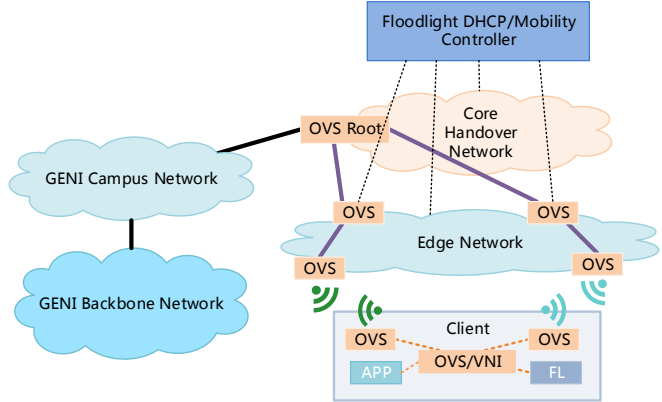 Floodlight DHCP/Mobility
Controller
Core
Handover
Network
OVS Root
GENI Campus Network
OVS
OVS
Edge Network
OVS
OVS
GENI Backbone Network
Client
OVS
OVS
OVS/VNI
APP
FL